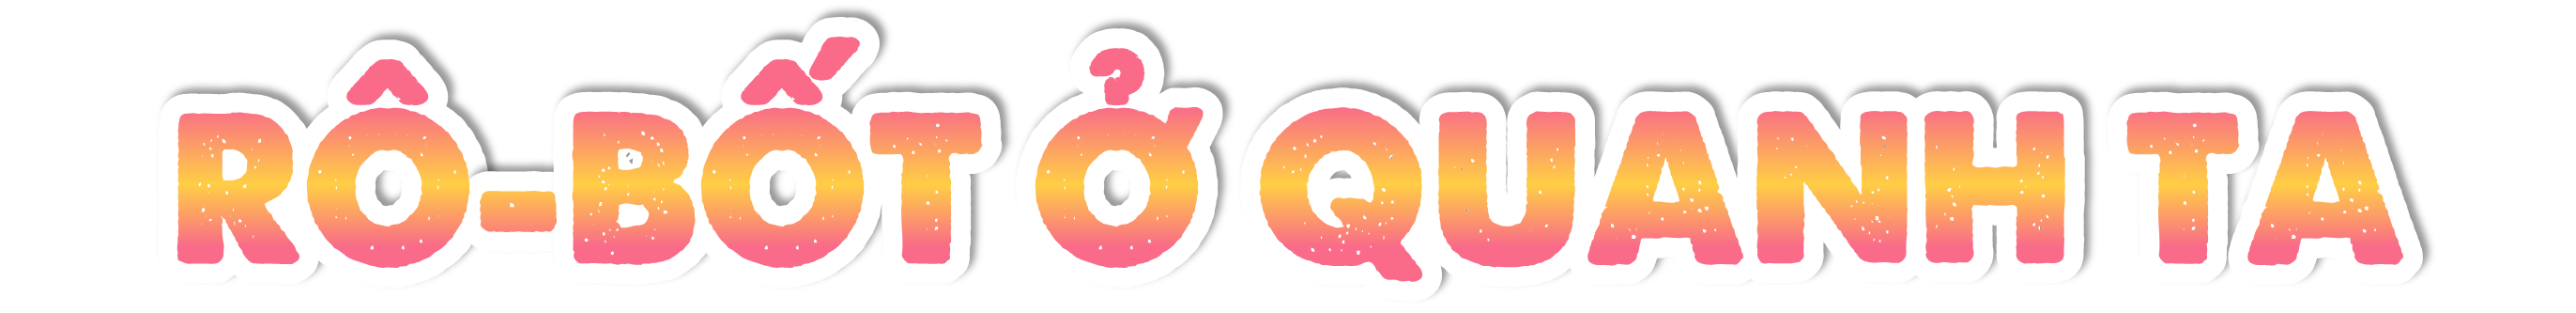 RÔ-BỐT Ở QUANH TA